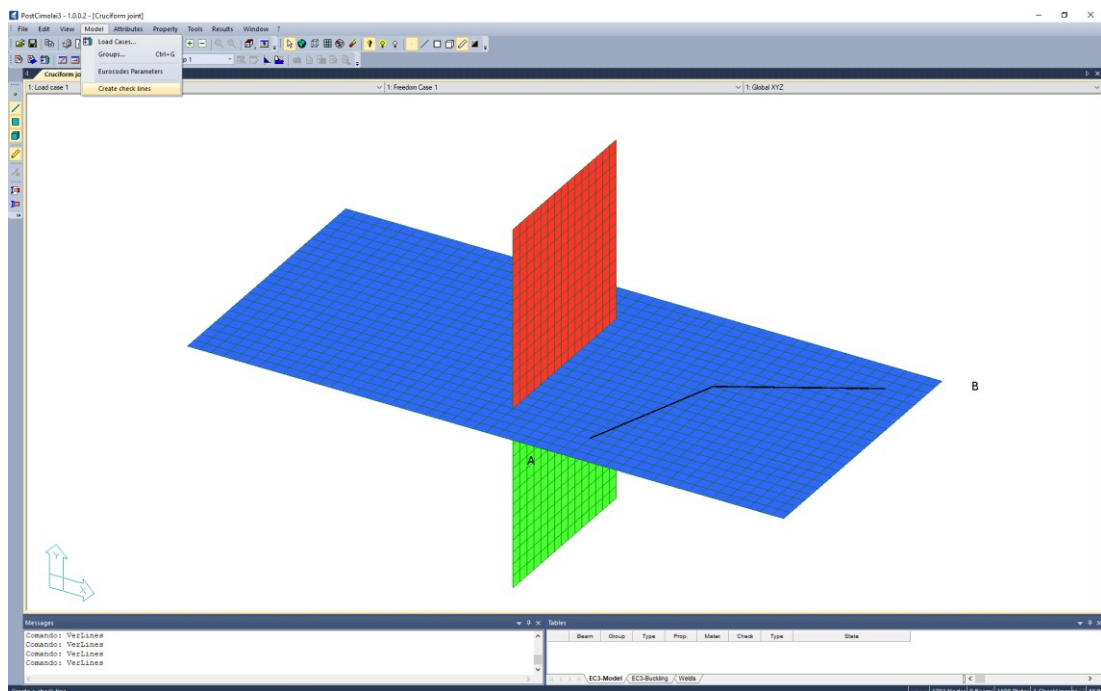 PostCimolai3 - 1.0.0.2 - [Cruciform joint]
File Edit View Model Attributes Property Tools Results Window ?
Load Cases...
Groups... Ctrl+G
Eurocodes Parameters
Create check lines
Cruciform jo
1: Load case 1 1: Freedom Case 1 1: Global XYZ
B
A
Y
X
Messages Tables
Comando: VerLines
Comando: VerLines
Comando: VerLines
Comando: VerLines
Beam Group Type Prop. Mater. Check Type State
EC3-Model EC3-Buckling Welds